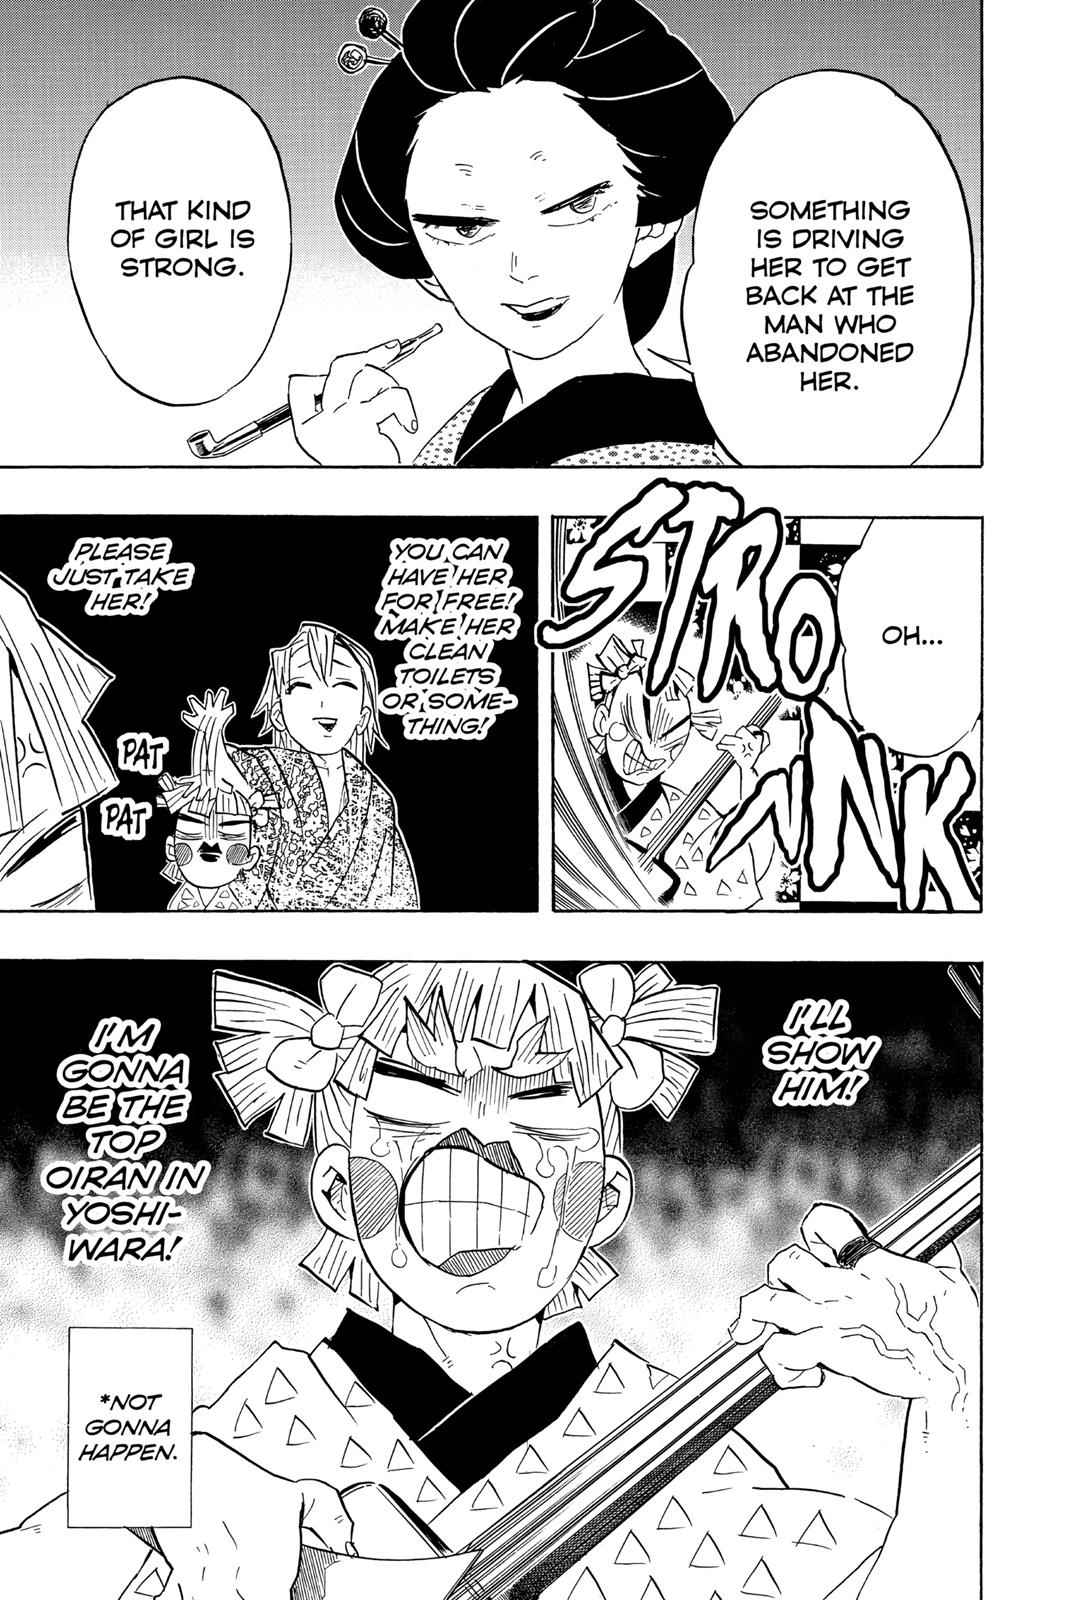 SOMETHING
IS DRIVING
HER TO GET
BACK AT THE
MAN WHO
ABANDONED
HER.
THAT KIND
OF GIRL IS
STRONG.
OH...
STRONNNK
YOU CAN
HAVE HER
FOR FREE!
MAKE HER
CLEAN
TOILETS
OR SOME-
THING!
PLEASE
JUST TAKE
HER!
PAT
PAT
I'LL
SHOW
HIM!
I'M
GONNA
BE THE
TOP
OIRAN IN
YOSHI-
WARA!
*NOT
GONNA
HAPPEN.